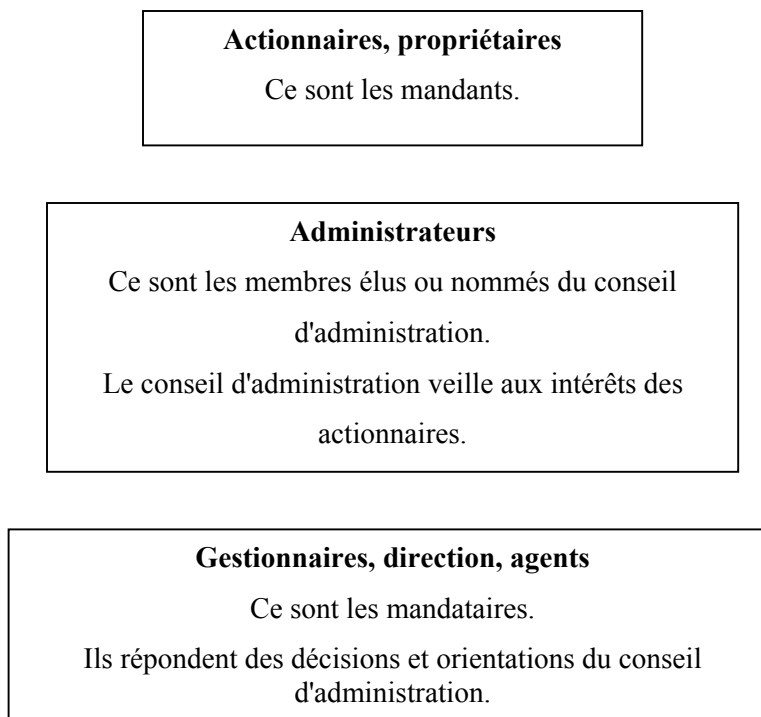 Actionnaires, propriétaires
Ce sont les mandants.
Administrateurs
Ce sont les membres élus ou nommés du conseil
d'administration.
Le conseil d'administration veille aux intérêts des
actionnaires.
Gestionnaires, direction, agents
Ce sont les mandataires.
Ils répondent des décisions et orientations du conseil
d'administration.